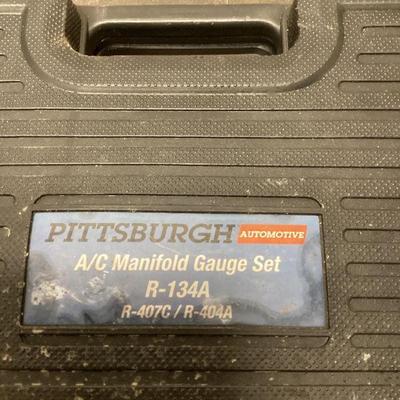 PITTSBURGH AUTOMOTIVE
A/C Manifold Gauge Set
R-134A
R-407C / R-404A